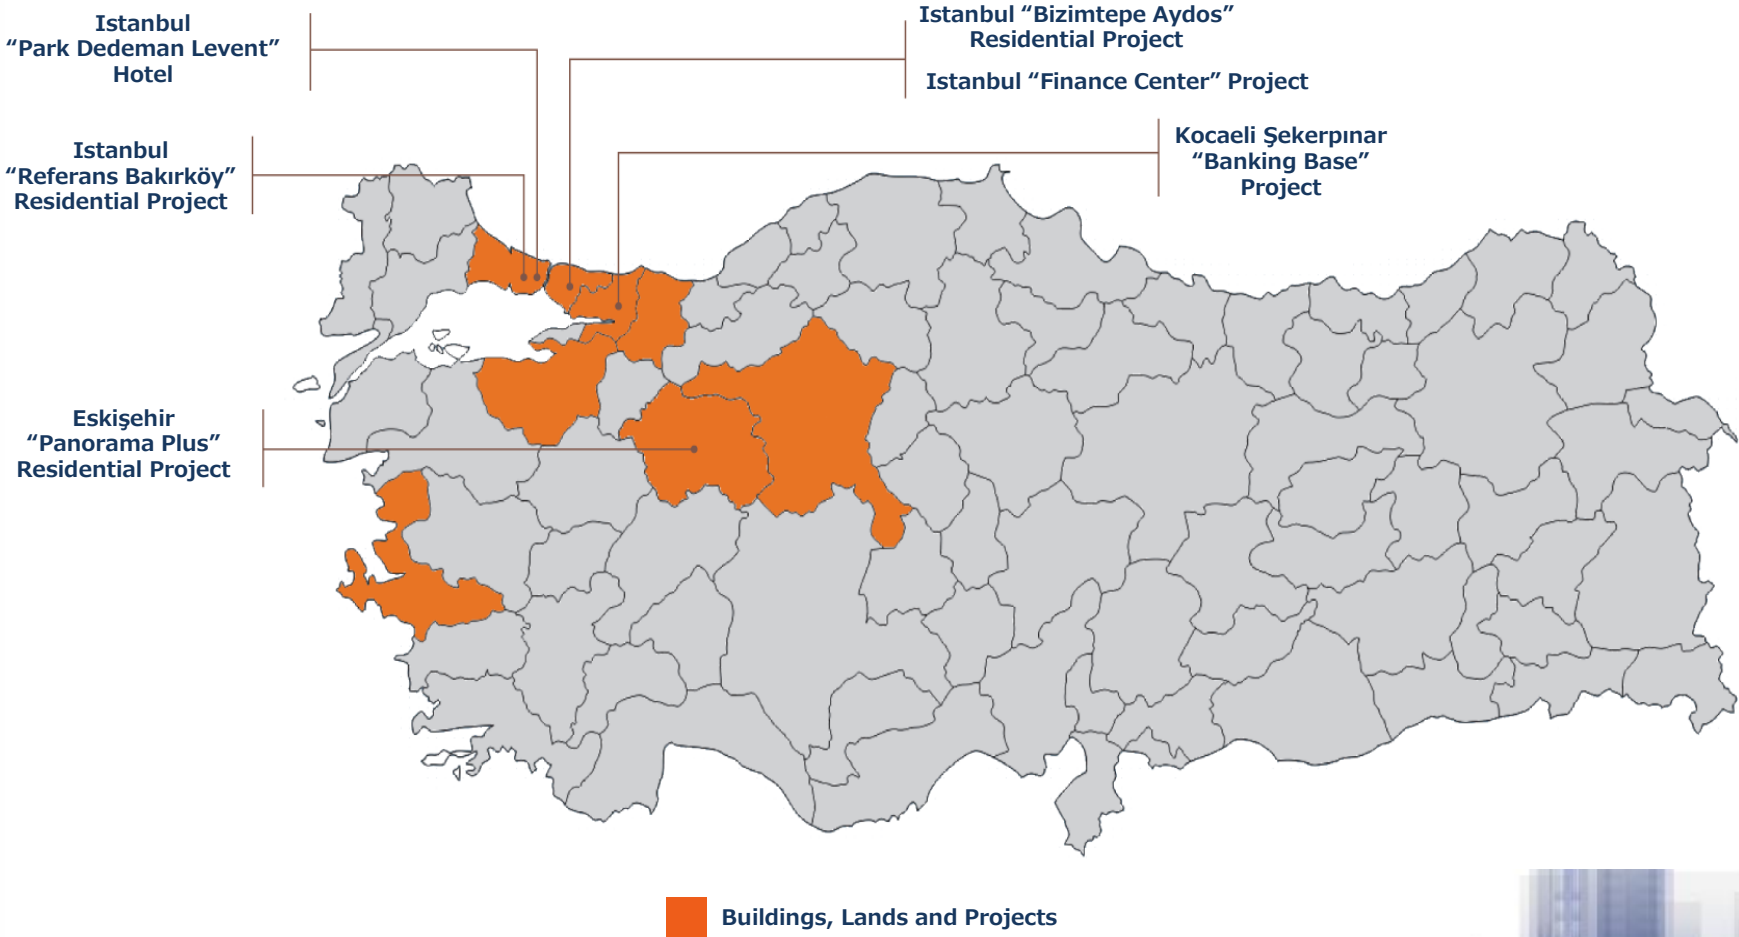 Istanbul
“Park Dedeman Levent”
Hotel
Istanbul “Bizimtepe Aydos”
Residential Project
Istanbul “Finance Center” Project
Kocaeli Şekerpınar
“Banking Base”
Project
Istanbul
“Referans Bakırköy”
Residential Project
Eskişehir
“Panorama Plus”
Residential Project
Buildings, Lands and Projects